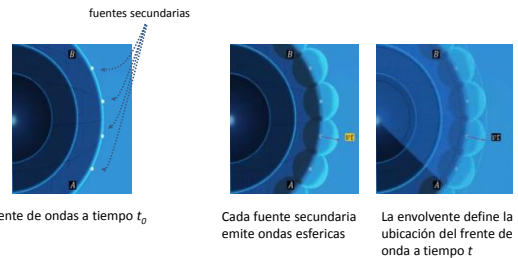 fuentes secundarias
B
A
B
A
vt
B
A
vt
ente de ondas a tiempo t₀
Cada fuente secundaria
emite ondas esfericas
La envolvente define la
ubicación del frente de
onda a tiempo t